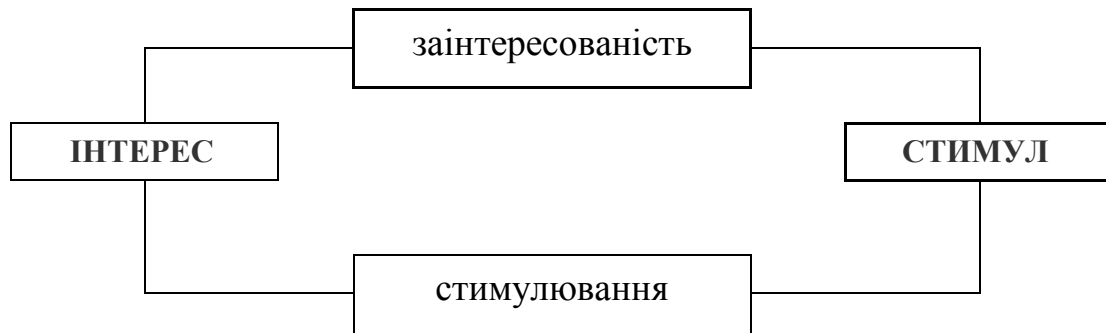 заінтересованість
ІНТЕРЕС
СТИМУЛ
стимулювання